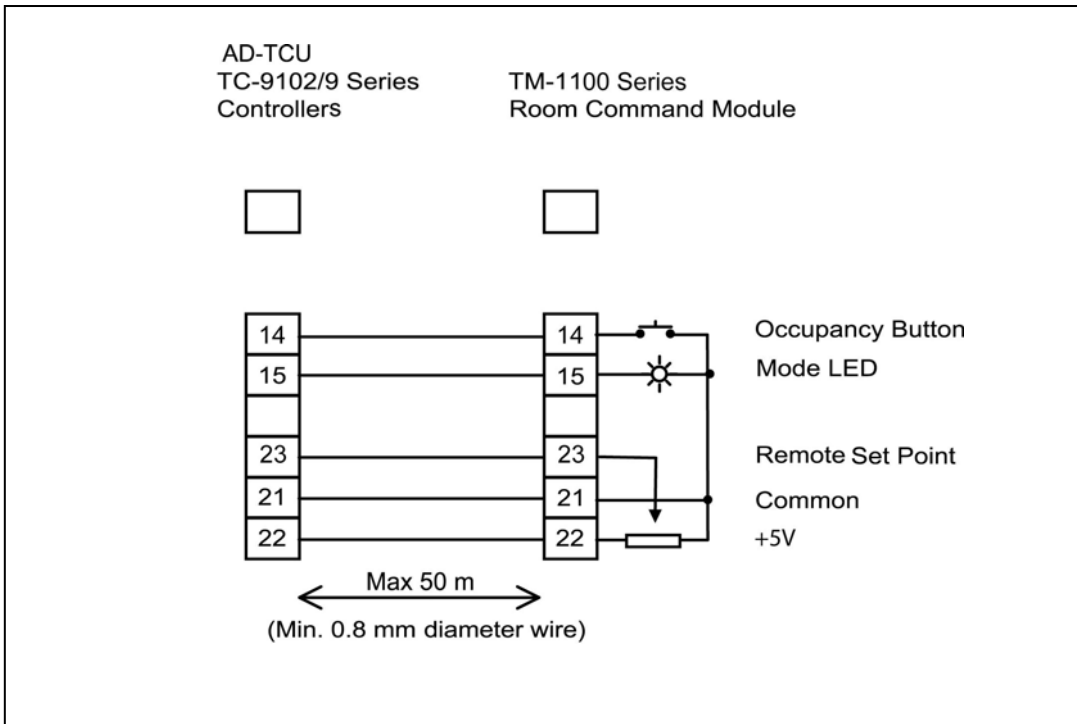 AD-TCU
TC-9102/9 Series
Controllers
TM-1100 Series
Room Command Module
14 14 Occupancy Button
15 15 Mode LED
23 23 Remote Set Point
21 21 Common
22 22 +5V
Max 50 m
(Min. 0.8 mm diameter wire)